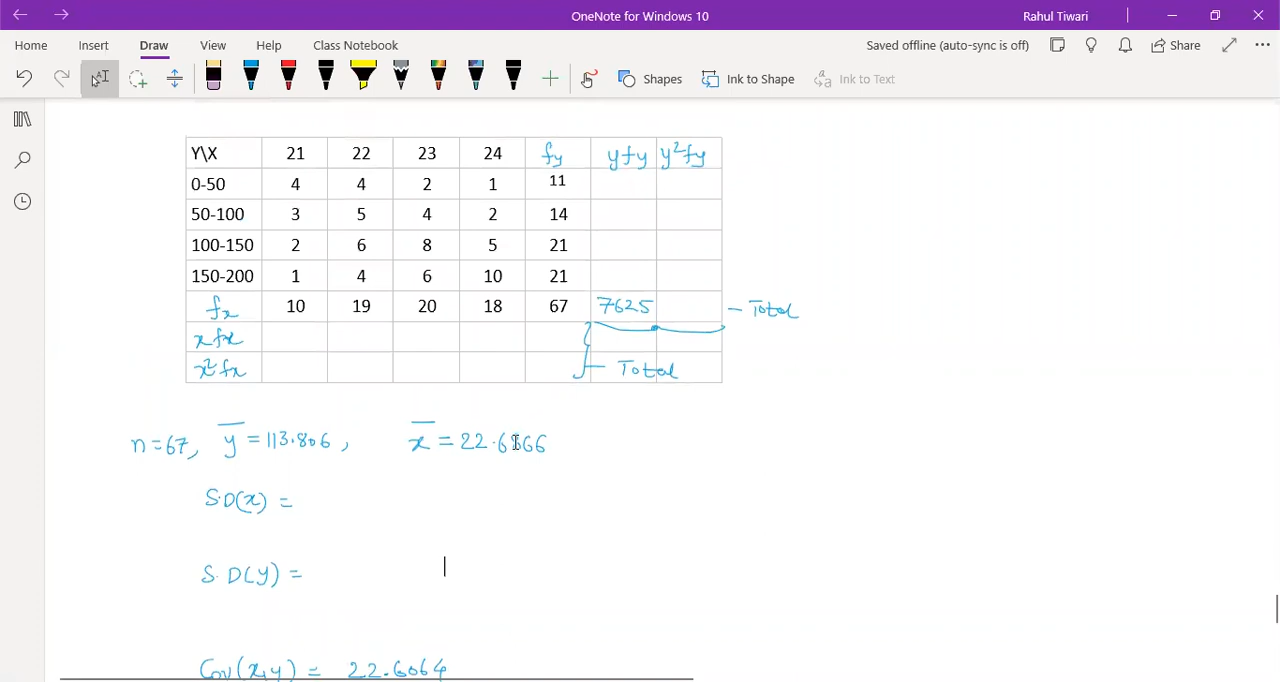 OneNote for Windows 10
Rahul Tiwari
Home Insert Draw View Help Class Notebook
Saved offline (auto-sync is off)
Share
Shapes
Ink to Shape
Ink to Text
Y\X 21 22 23 24 fy yfy y²fy
0-50 4 4 2 1 11
50-100 3 5 4 2 14
100-150 2 6 8 5 21
150-200 1 4 6 10 21
fx 10 19 20 18 67 7625 - Total
xfx
x²fx - Total
n=67, y̅ = 113.806, x̅ = 22.6866
S.D(x) =
S.D(y) =
Cov(x,y) = 22.6064